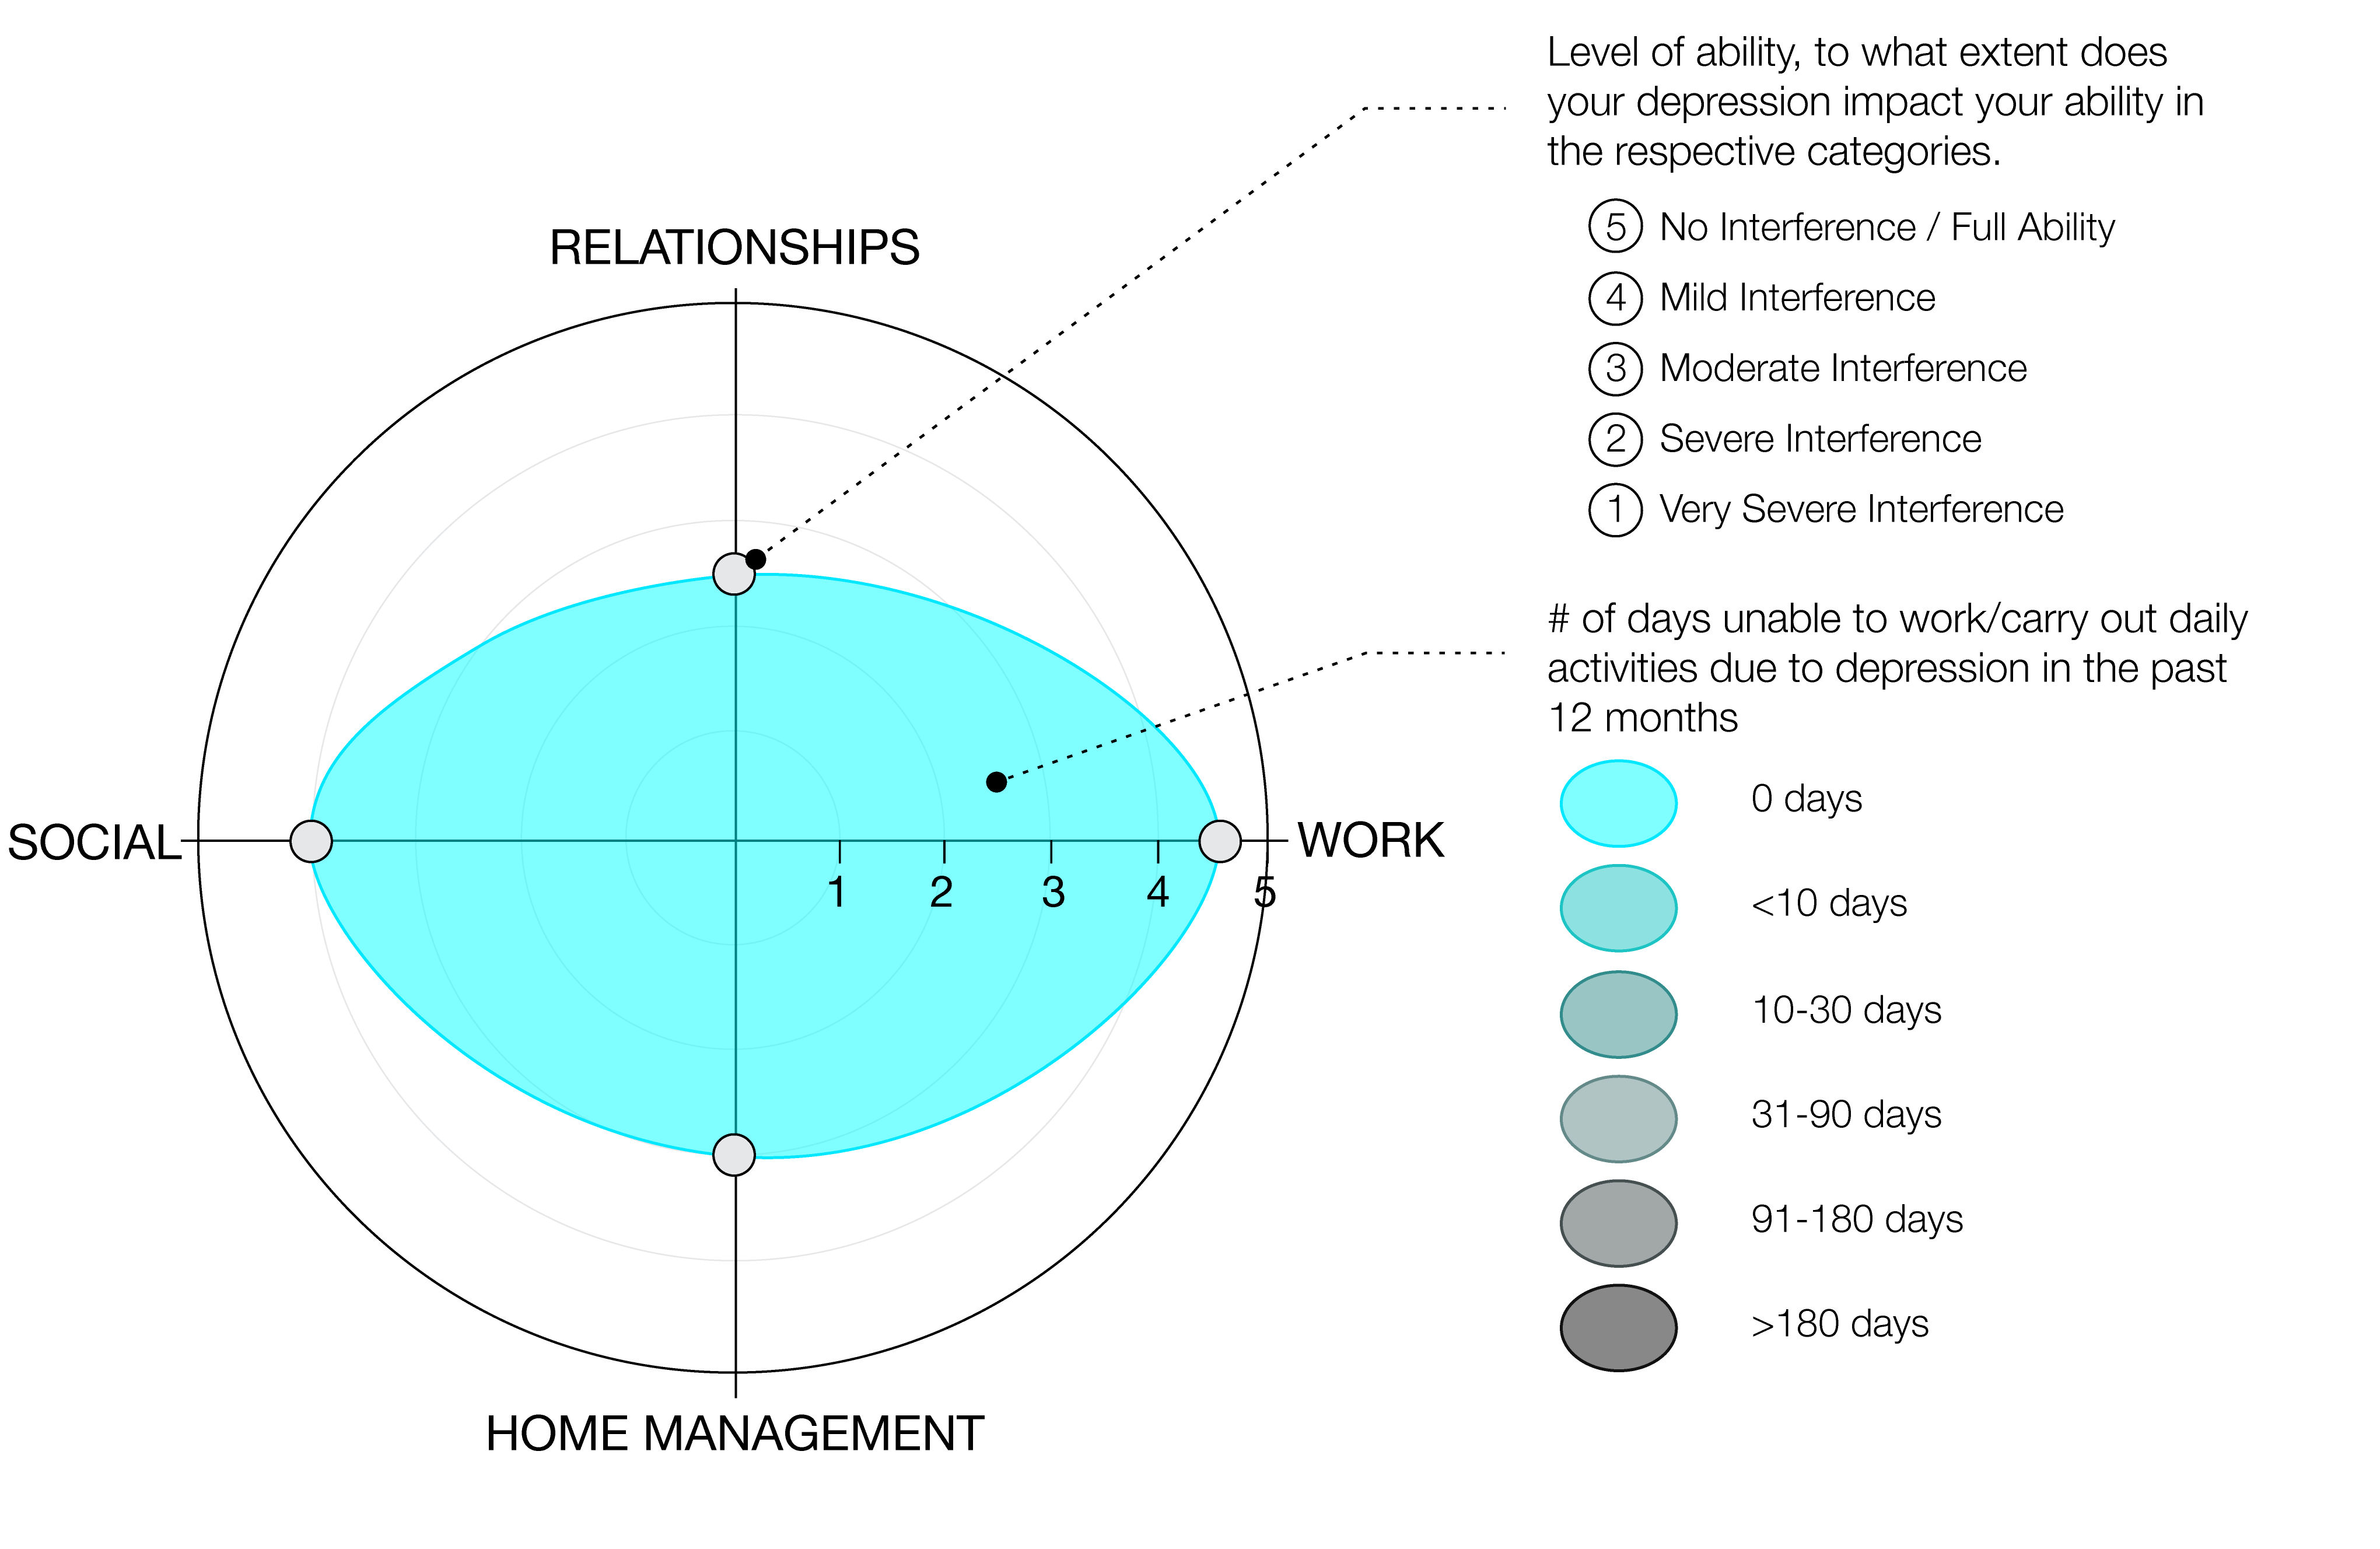 Level of ability, to what extent does
your depression impact your ability in
the respective categories.
5 No Interference / Full Ability
4 Mild Interference
3 Moderate Interference
2 Severe Interference
1 Very Severe Interference
RELATIONSHIPS
SOCIAL
WORK
1 2 3 4 5
HOME MANAGEMENT
# of days unable to work/carry out daily
activities due to depression in the past
12 months
0 days
<10 days
10-30 days
31-90 days
91-180 days
>180 days